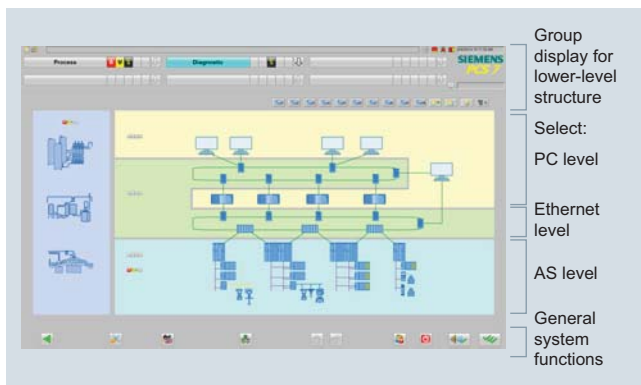 Process
Diagnostic
SIEMENS
PCS 7
Group
display for
lower-level
structure
Select:
PC level
Ethernet
level
AS level
General
system
functions